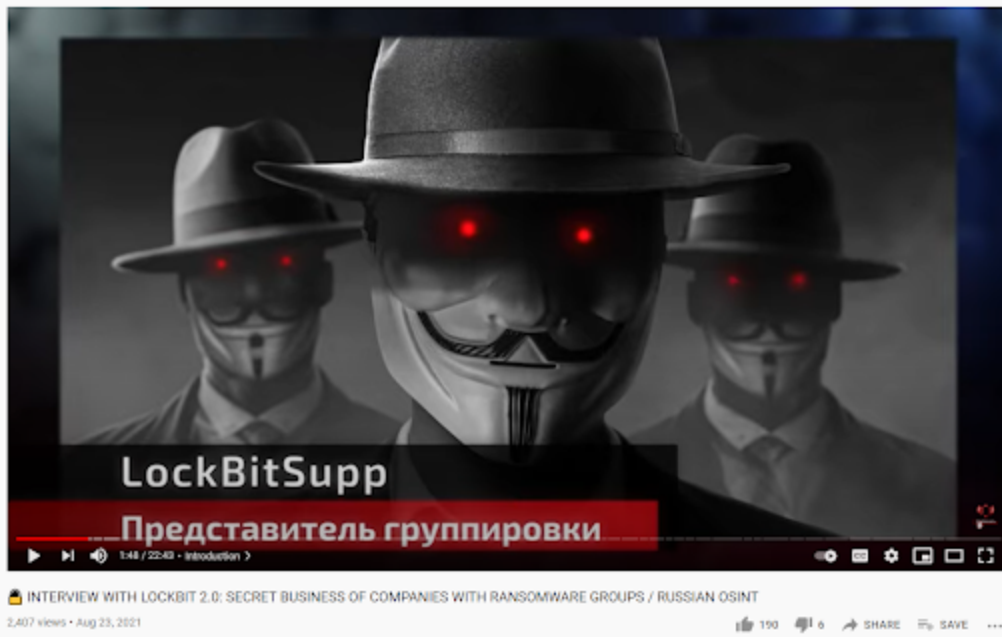 LockBitSupp
Представитель группировки
1:48 / 22:43 • Introduction >
CC
INTERVIEW WITH LOCKBIT 2.0: SECRET BUSINESS OF COMPANIES WITH RANSOMWARE GROUPS / RUSSIAN OSINT
2,407 views • Aug 23, 2021
190 6 SHARE SAVE